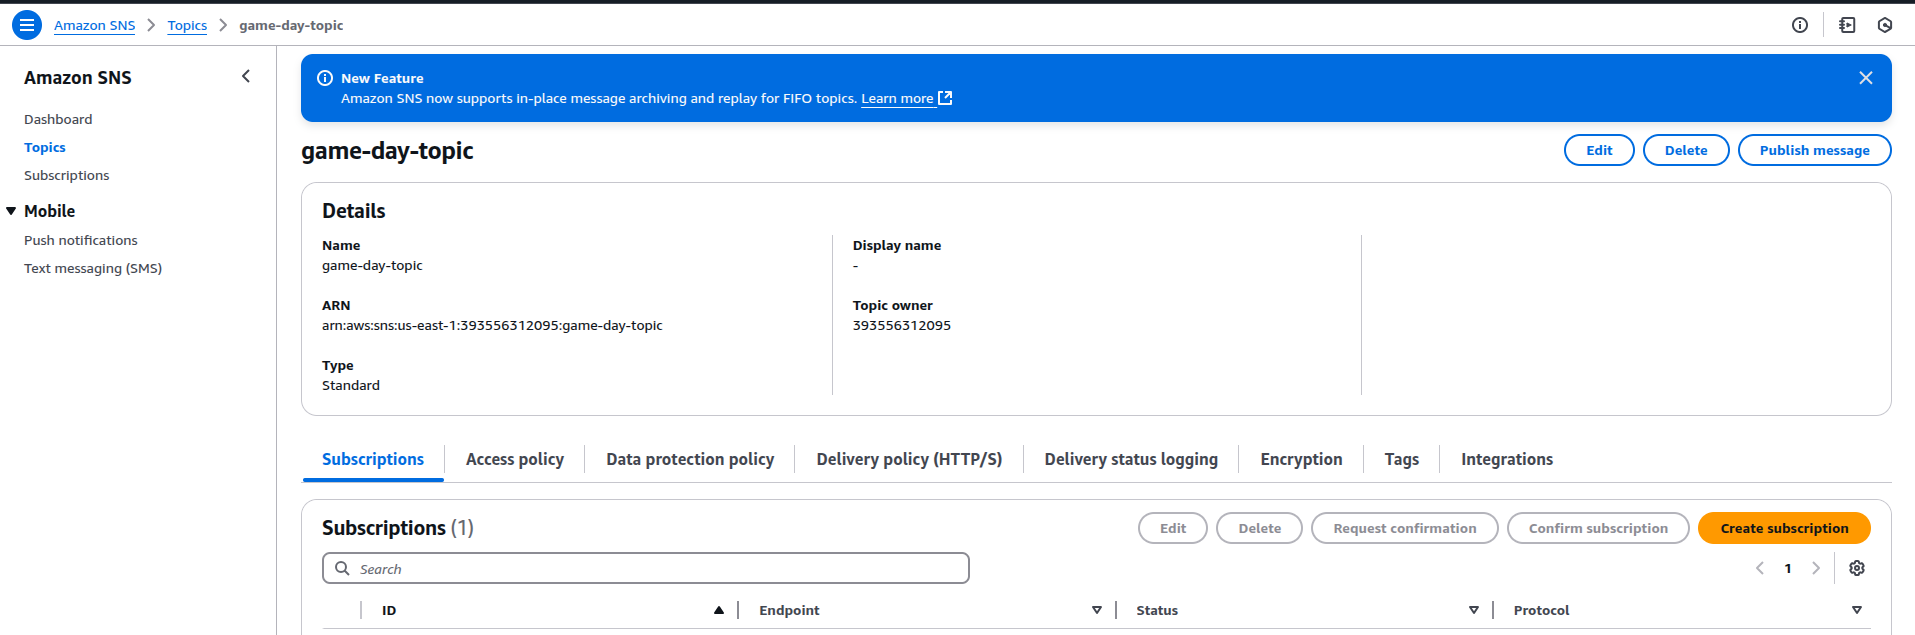 Amazon SNS > Topics > game-day-topic
Amazon SNS
Dashboard
Topics
Subscriptions
Mobile
Push notifications
Text messaging (SMS)
New Feature
Amazon SNS now supports in-place message archiving and replay for FIFO topics. Learn more
game-day-topic
Edit Delete Publish message
Details
Name
game-day-topic
ARN
arn:aws:sns:us-east-1:393556312095:game-day-topic
Type
Standard
Display name
-
Topic owner
393556312095
Subscriptions Access policy Data protection policy Delivery policy (HTTP/S) Delivery status logging Encryption Tags Integrations
Subscriptions (1)
Edit Delete Request confirmation Confirm subscription Create subscription
Search
1
ID Endpoint Status Protocol